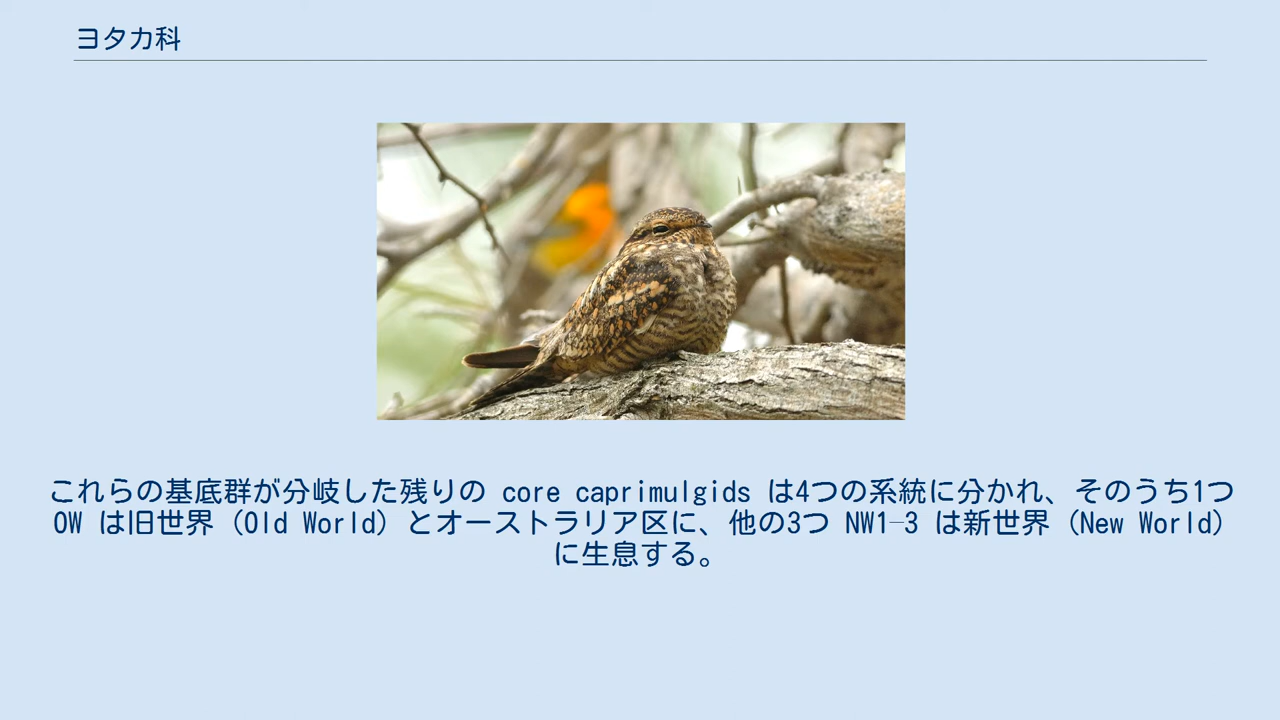 ヨタカ科
これらの基底群が分岐した残りの core caprimulgids は4つの系統に分かれ、そのうち1つ
OW は旧世界（Old World）とオーストラリア区に、他の3つ NW1–3 は新世界（New World）
に生息する。